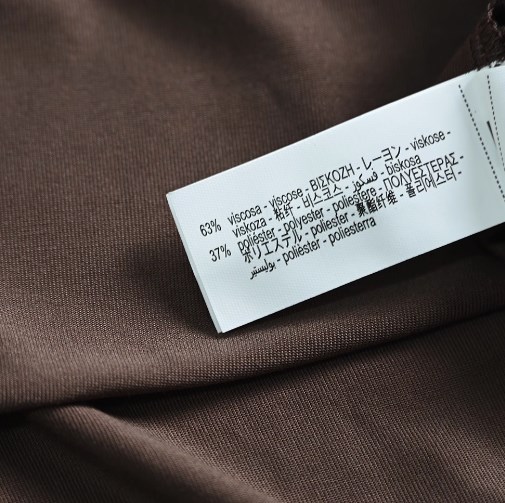 63% viscosa - viscose - ΒΙΣΚΟΖΗ - レーヨン - viskose -
viskoza - 粘纤 - 비스코스 - فسكوز - biskosa
37% poliéster - polyester - poliestere - ΠΟΛΥΕΣΤΕΡΑΣ -
ポリエステル - polyester - 聚酯纤维 - 폴리에스터 -
بوليستير - poliéster - poliesterra